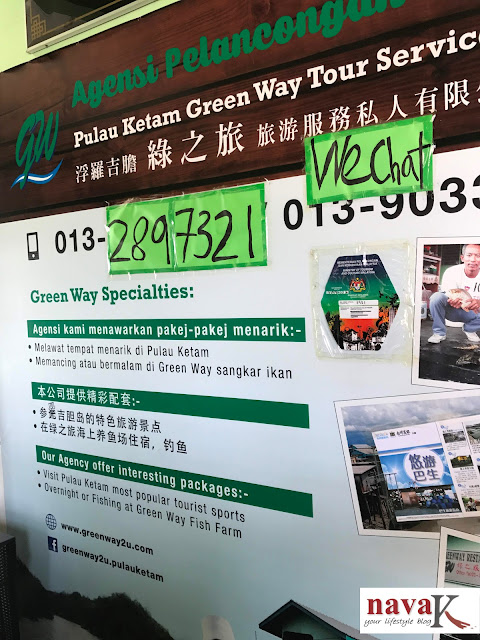 Agensi Pelancongan
GW
Pulau Ketam Green Way Tour Service
浮羅吉膽 綠之旅 旅游服務私人有限
WeChat
013-2897321/ 013-9033
Green Way Specialties:
Agensi kami menawarkan pakej-pakej menarik:-
• Melawat tempat menarik di Pulau Ketam
• Memancing atau bermalam di Green Way sangkar ikan
本公司提供精彩配套:-
• 参光吉胆岛的特色旅游景点
• 在绿之旅海上养鱼场住宿，钓鱼
Our Agency offer interesting packages:-
• Visit Pulau Ketam most popular tourist sports
• Overnight or Fishing at Green Way Fish Farm
www.greenway2u.com
greenway2u.pulauketam
悠游
巴生
navaK
your lifestyle blog